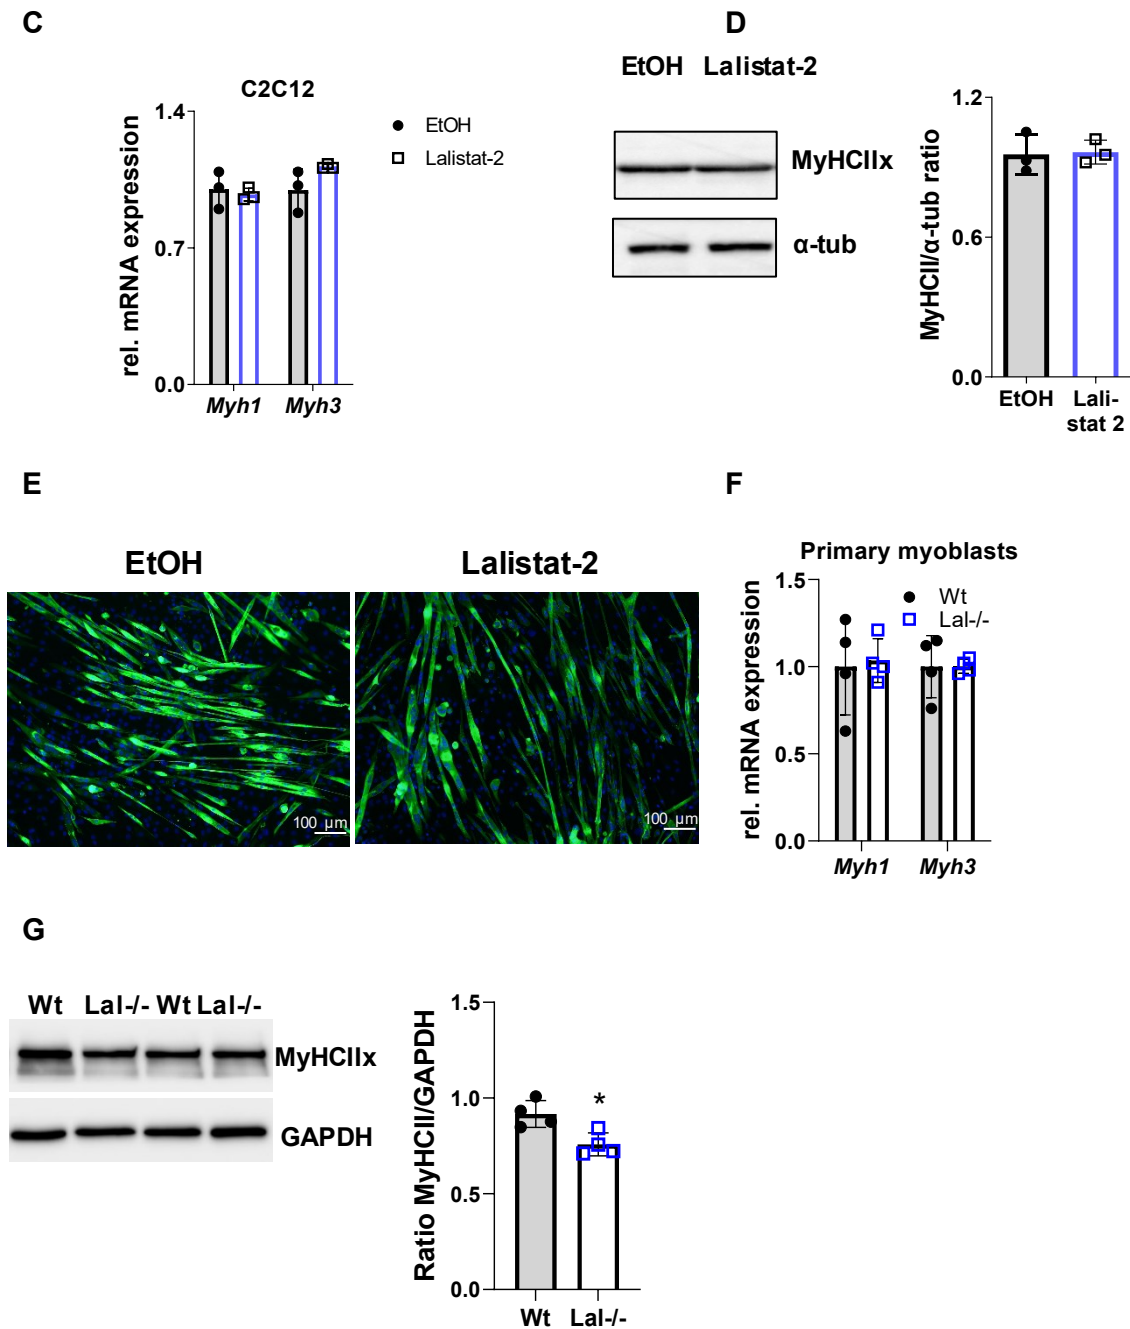 C
D
EtOH Lalistat-2
C2C12
EtOH
Lalistat-2
rel. mRNA expression
1.4
0.7
0.0
Myh1 Myh3
MyHCIIx
α-tub
MyHCII/α-tub ratio
1.2
0.6
0.0
EtOH Lali-
stat 2
E
F
EtOH
Lalistat-2
100 µm
100 µm
Primary myoblasts
Wt
Lal-/-
rel. mRNA expression
1.5
1.0
0.5
0.0
Myh1 Myh3
G
Wt Lal-/- Wt Lal-/-
MyHCIIx
GAPDH
Ratio MyHCII/GAPDH
1.5
1.0
0.5
0.0
*
Wt Lal-/-